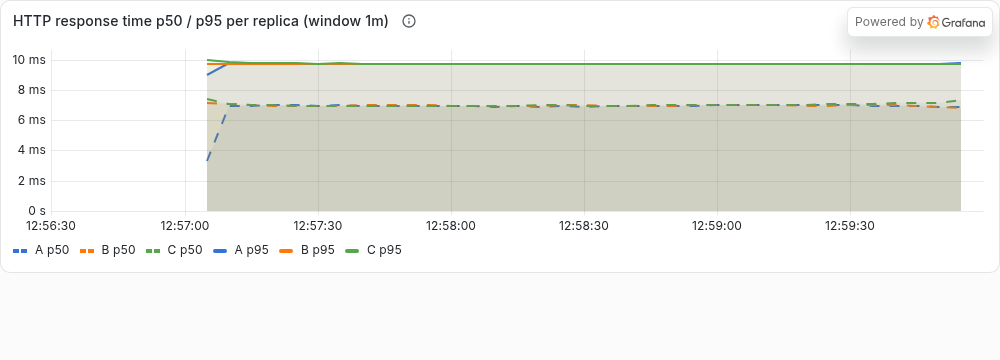 HTTP response time p50 / p95 per replica (window 1m)
Powered by Grafana
10 ms
8 ms
6 ms
4 ms
2 ms
0 s
12:56:30 12:57:00 12:57:30 12:58:00 12:58:30 12:59:00 12:59:30
A p50 B p50 C p50 A p95 B p95 C p95